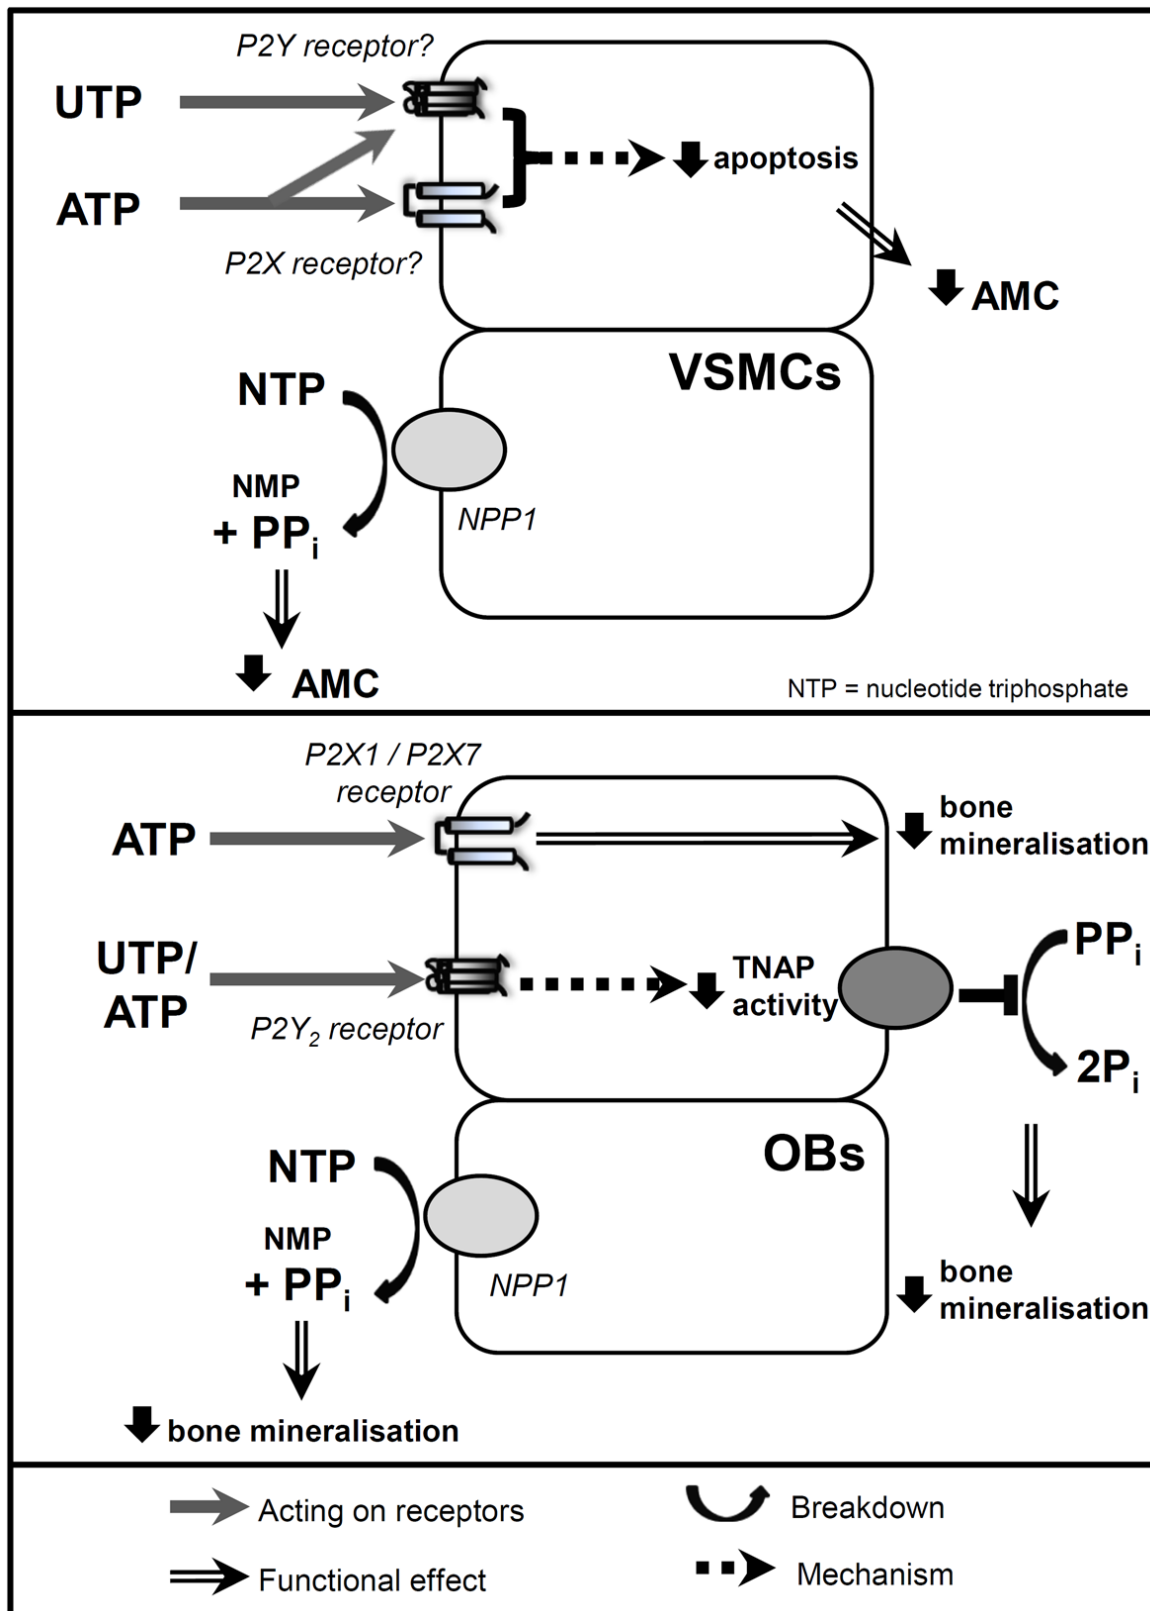 P2Y receptor?
UTP
apoptosis
ATP
P2X receptor?
AMC
VSMCs
NTP
NMP
+ PPi
NPP1
AMC
NTP = nucleotide triphosphate
P2X1 / P2X7
receptor
ATP
bone
mineralisation
UTP/
ATP
P2Y2 receptor
TNAP
activity
PPi
2Pi
OBs
NTP
NMP
+ PPi
NPP1
bone
mineralisation
bone mineralisation
Acting on receptors
Breakdown
Functional effect
Mechanism